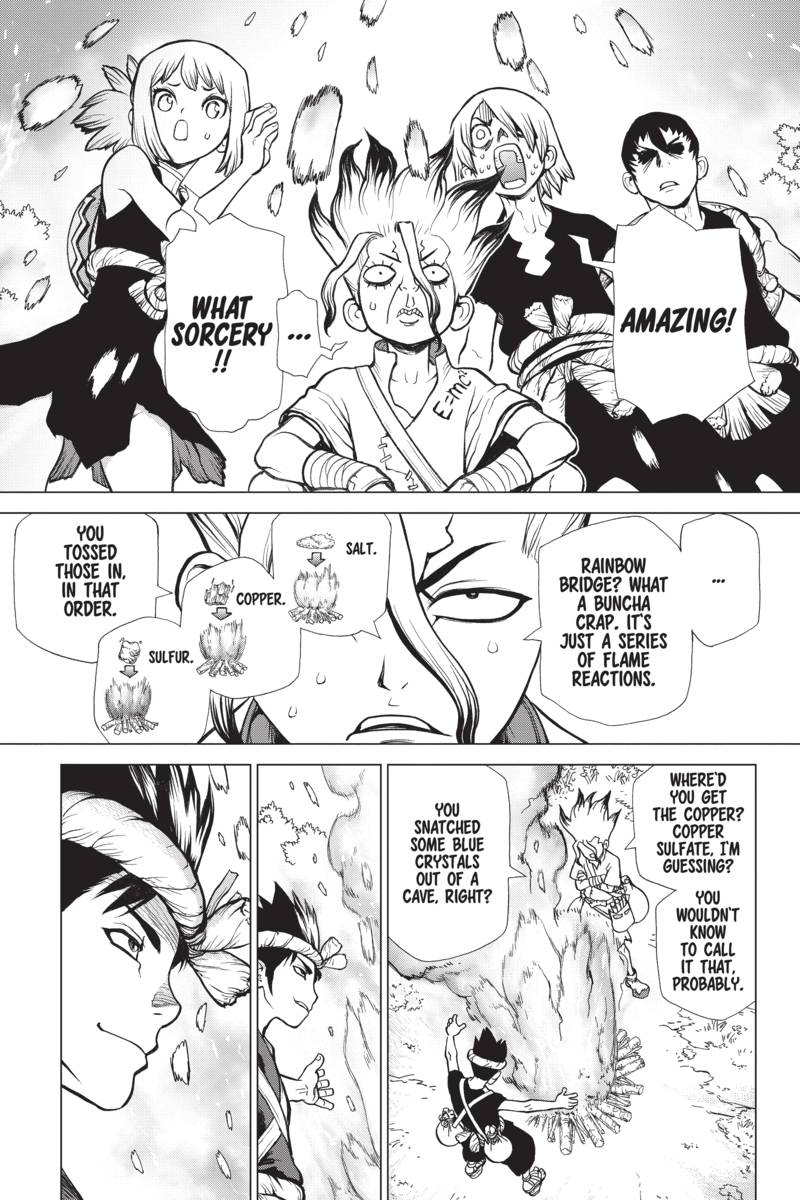 AMAZING!
...
WHAT
SORCERY
!!
E=mc²
...
RAINBOW
BRIDGE? WHAT
A BUNCHA
CRAP. IT'S
JUST A SERIES
OF FLAME
REACTIONS.
SALT.
COPPER.
SULFUR.
YOU
TOSSED
THOSE IN,
IN THAT
ORDER.
WHERE'D
YOU GET
THE COPPER?
COPPER
SULFATE, I'M
GUESSING?
YOU
WOULDN'T
KNOW
TO CALL
IT THAT,
PROBABLY.
YOU
SNATCHED
SOME BLUE
CRYSTALS
OUT OF A
CAVE, RIGHT?